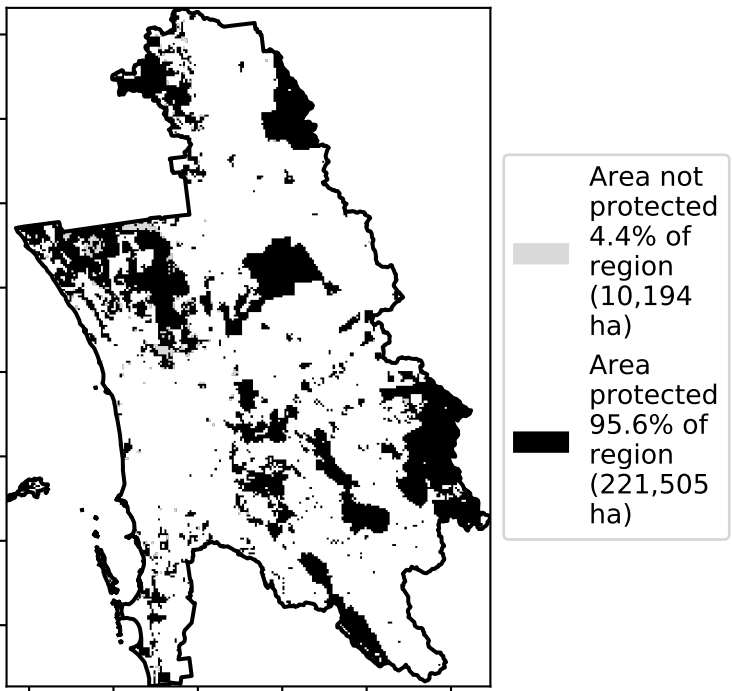 Area not
protected
4.4% of
region
(10,194
ha)
Area
protected
95.6% of
region
(221,505
ha)